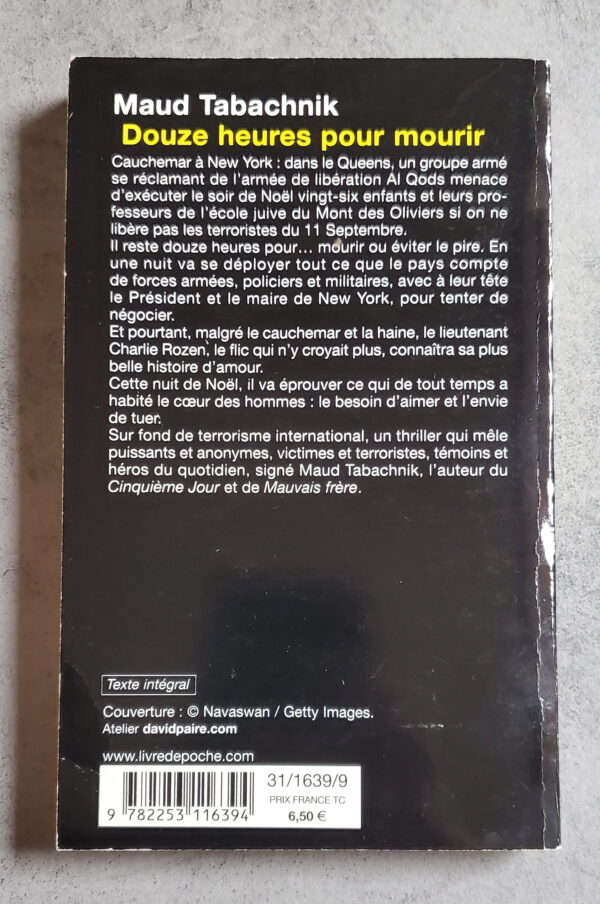 Maud Tabachnik
Douze heures pour mourir
Cauchemar à New York : dans le Queens, un groupe armé
se réclamant de l'armée de libération Al Qods menace
d'exécuter le soir de Noël vingt-six enfants et leurs pro-
fesseurs de l'école juive du Mont des Oliviers si on ne
libère pas les terroristes du 11 Septembre.
Il reste douze heures pour... mourir ou éviter le pire. En
une nuit va se déployer tout ce que le pays compte
de forces armées, policiers et militaires, avec à leur tête
le Président et le maire de New York, pour tenter de
négocier.
Et pourtant, malgré le cauchemar et la haine, le lieutenant
Charlie Rozen, le flic qui n'y croyait plus, connaîtra sa plus
belle histoire d'amour.
Cette nuit de Noël, il va éprouver ce qui de tout temps a
habité le cœur des hommes : le besoin d'aimer et l'envie
de tuer.
Sur fond de terrorisme international, un thriller qui mêle
puissants et anonymes, victimes et terroristes, témoins et
héros du quotidien, signé Maud Tabachnik, l'auteur du
Cinquième Jour et de Mauvais frère.
Texte intégral
Couverture : © Navaswan / Getty Images.
Atelier davidpaire.com
www.livredepoche.com
31/1639/9
PRIX FRANCE TC
6,50 €
9 782253 116394